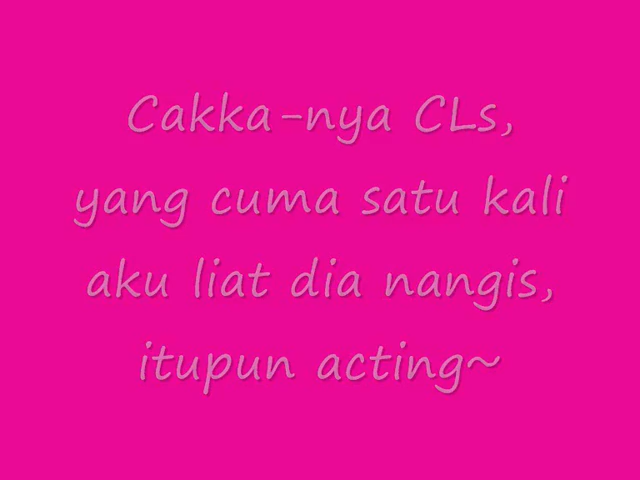 Cakka-nya CLs,
yang cuma satu kali
aku liat dia nangis,
itupun acting~